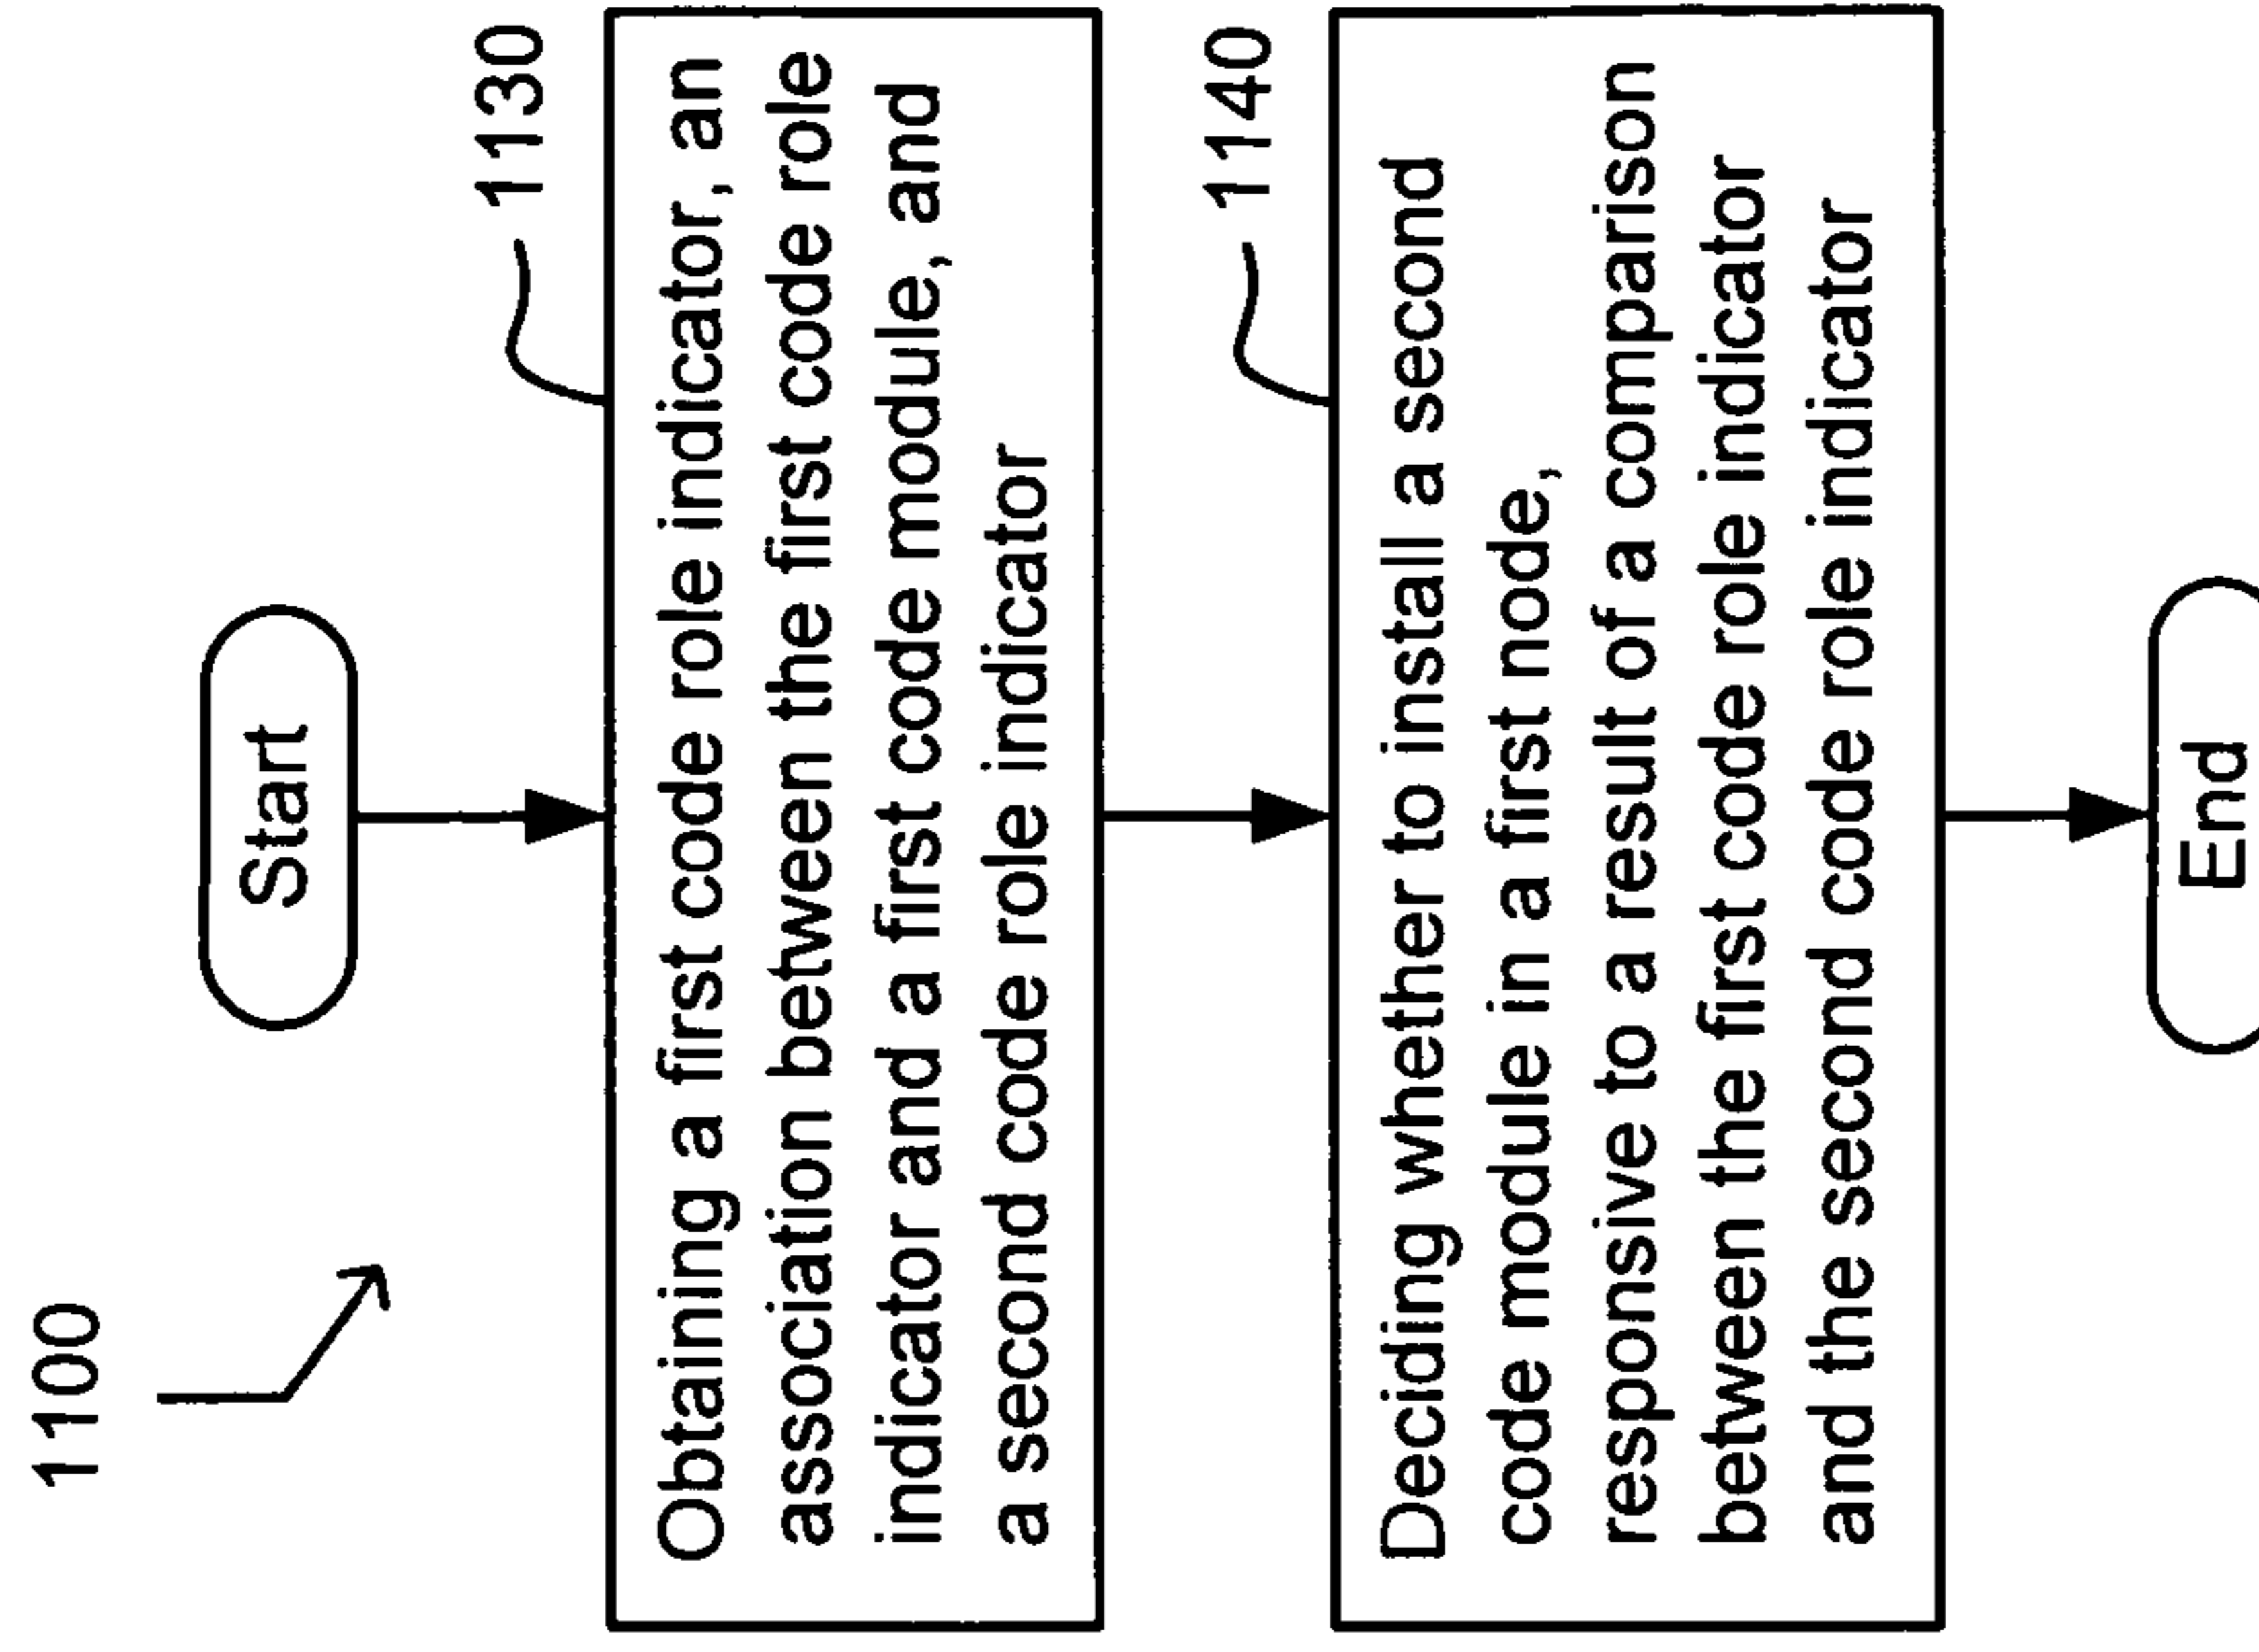 1100
Start
1130
Obtaining a first code role indicator, an
association between the first code role
indicator and a first code module, and
a second code role indicator
1140
Deciding whether to install a second
code module in a first node,
responsive to a result of a comparison
between the first code role indicator
and the second code role indicator
End